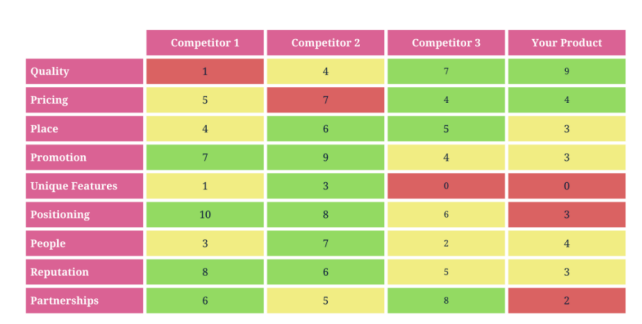 Competitor 1 Competitor 2 Competitor 3 Your Product
Quality 1 4 7 9
Pricing 5 7 4 4
Place 4 6 5 3
Promotion 7 9 4 3
Unique Features 1 3 0 0
Positioning 10 8 6 3
People 3 7 2 4
Reputation 8 6 5 3
Partnerships 6 5 8 2